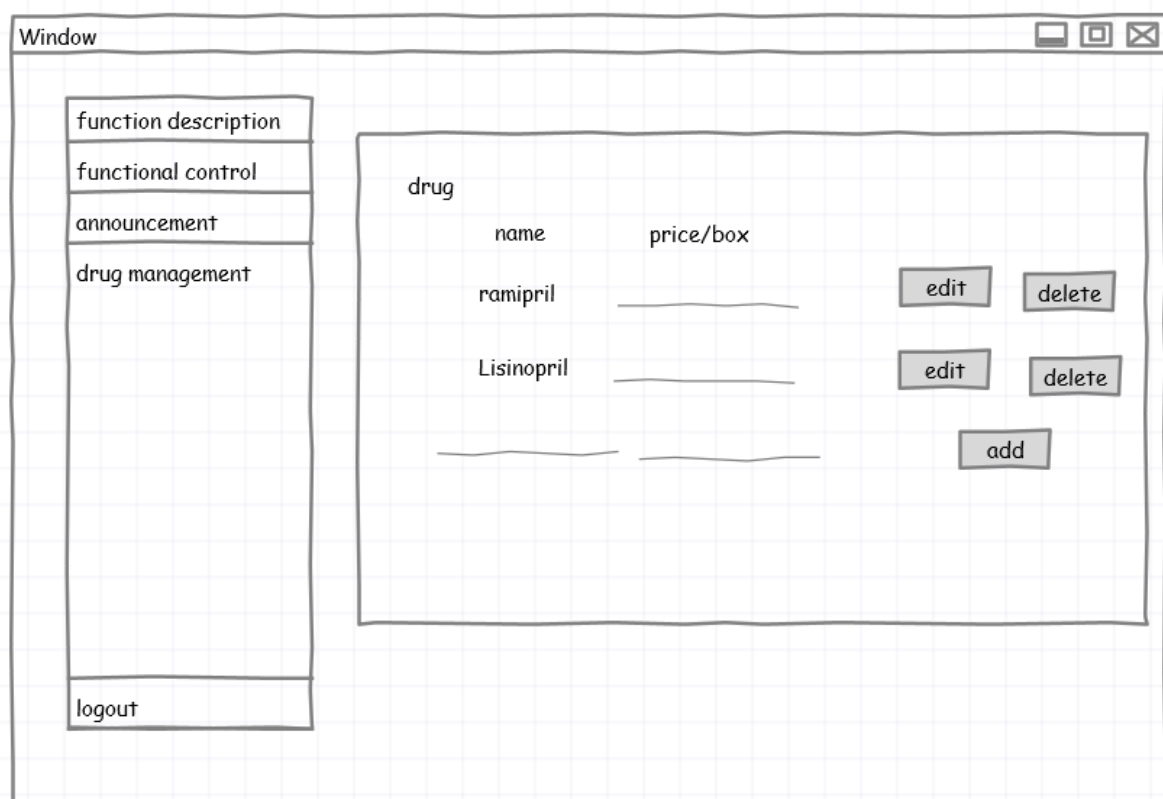 Window
function description
functional control
announcement
drug management
logout
drug
name price/box
ramipril edit delete
Lisinopril edit delete
add